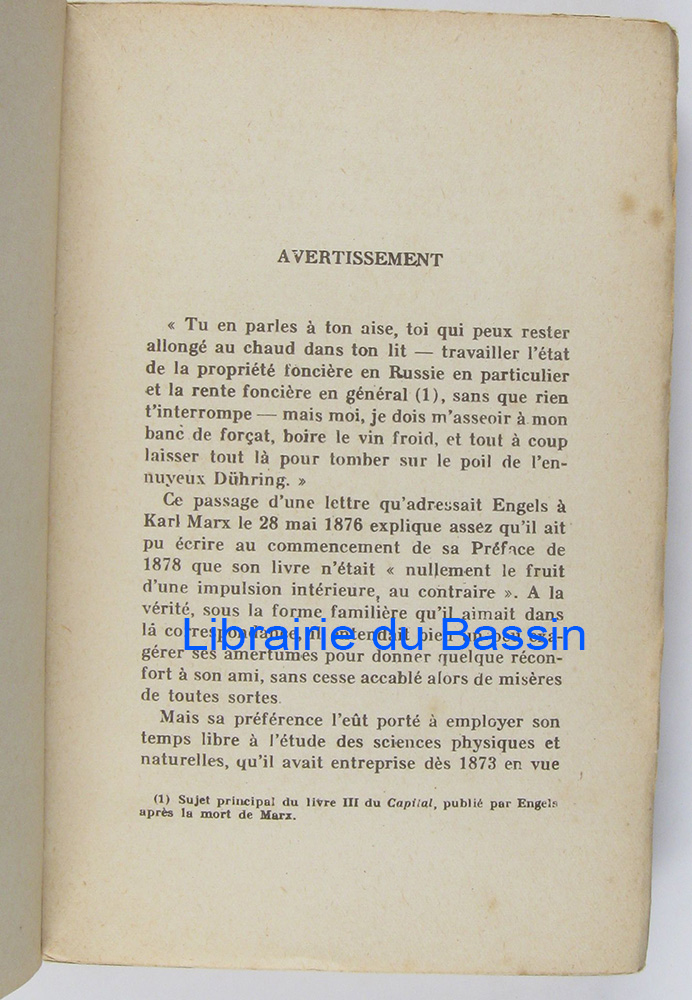 AVERTISSEMENT
« Tu en parles à ton aise, toi qui peux rester
allongé au chaud dans ton lit — travailler l'état
de la propriété foncière en Russie en particulier
et la rente foncière en général (1), sans que rien
t'interrompe — mais moi, je dois m'asseoir à mon
banc de forçat, boire le vin froid, et tout à coup
laisser tout là pour tomber sur le poil de l'en-
nuyeux Dühring. »
Ce passage d'une lettre qu'adressait Engels à
Karl Marx le 28 mai 1876 explique assez qu'il ait
pu écrire au commencement de sa Préface de
1878 que son livre n'était « nullement le fruit
d'une impulsion intérieure, au contraire ». A la
vérité, sous la forme familière qu'il aimait dans
la correspondance, il entendait bien un peu exa-
Librairie du Bassin
gérer ses amertumes pour donner quelque récon-
fort à son ami, sans cesse accablé alors de misères
de toutes sortes.
Mais sa préférence l'eût porté à employer son
temps libre à l'étude des sciences physiques et
naturelles, qu'il avait entreprise dès 1873 en vue
(1) Sujet principal du livre III du Capital, publié par Engels
après la mort de Marx.